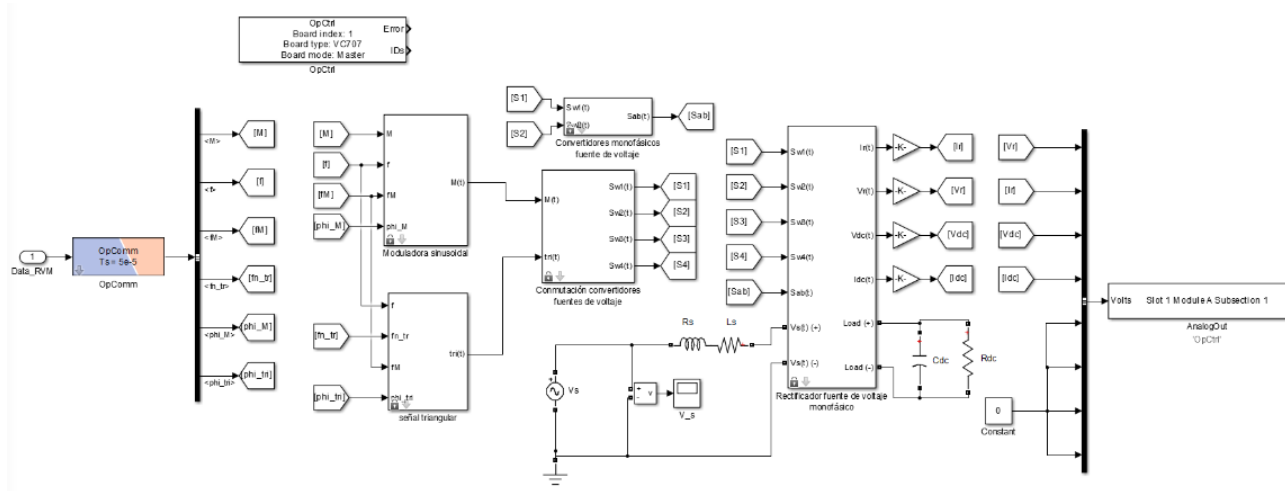 OpCtrl
Board index: 1
Board type: VC707
Board mode: Master
Error
IDs
OpCtrl
1
Data_RVM
OpComm
Ts = 5e-5
OpComm
<M>
<f>
<fM>
<fn_tr>
<phi_M>
<phi_tri>
[M]
[f]
[fM]
[fn_tr]
[phi_M]
[phi_tri]
[M]
[f]
[fM]
[phi_M]
M
f
phi_M
M(t)
Moduladora sinusoidal
[fn_tr]
[phi_tri]
f
fn_tr
fM
phi_tri
tri(t)
señal triangular
[S1]
[S2]
Sw1(t)
Sw2(t)
Sab(t)
[Sab]
Convertidores monofásicos
fuente de voltaje
M(t)
tri(t)
Sw1(t)
Sw2(t)
Sw3(t)
Sw4(t)
[S1]
[S2]
[S3]
[S4]
Conmutación convertidores
fuentes de voltaje
Vs
v
V_s
Rs
Ls
[S1]
[S2]
[S3]
[S4]
[Sab]
Sw1(t)
Sw2(t)
Sw3(t)
Sw4(t)
Sab(t)
Vs(t) (+)
Vs(t) (-)
Ir(t)
Vr(t)
Vdc(t)
Idc(t)
Load (+)
Load (-)
Rectificador fuente de voltaje
monofásico
-K-
-K-
-K-
-K-
[Ir]
[Vr]
[Vdc]
[Idc]
Cdc
Rdc
[Vr]
[Ir]
[Vdc]
[Idc]
0
Constant
Volts
Slot 1 Module A Subsection 1
AnalogOut
'OpCtrl'